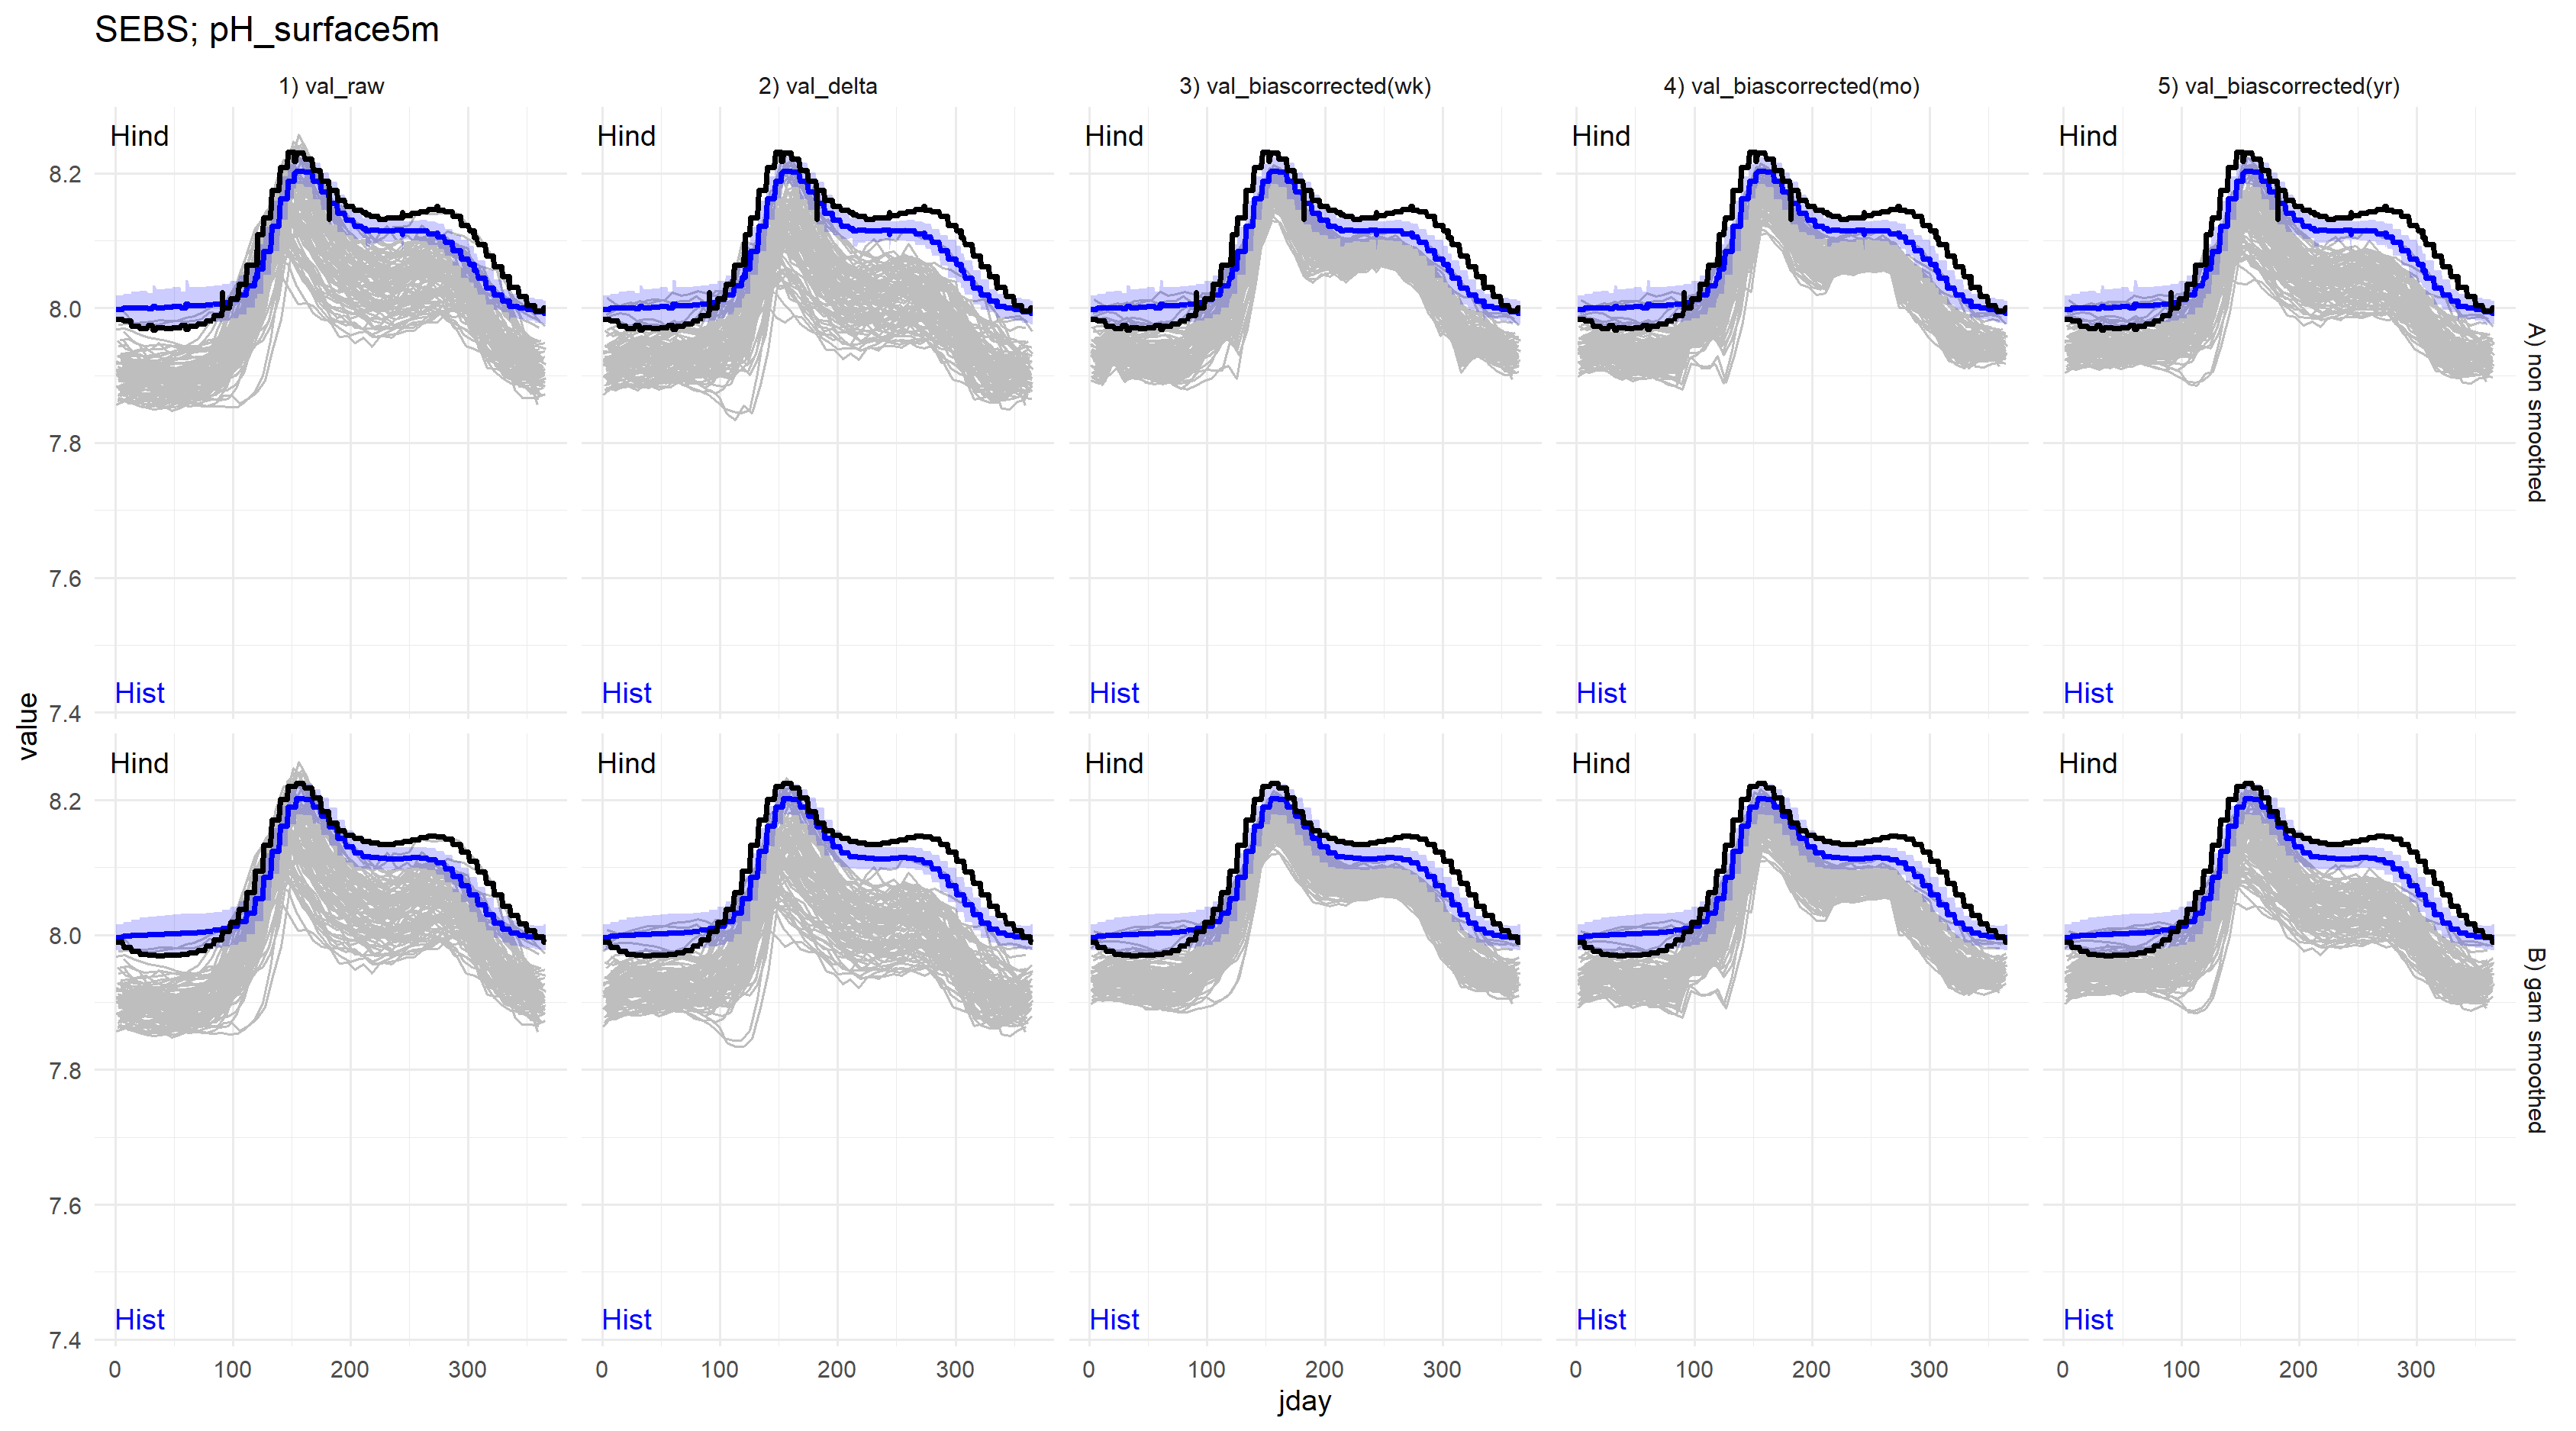 SEBS; pH_surface5m
1) val_raw
2) val_delta
3) val_biascorrected(wk)
4) val_biascorrected(mo)
5) val_biascorrected(yr)
Hind
Hind
Hind
Hind
Hind
8.2
8.0
7.8
7.6
7.4
Hist
Hist
Hist
Hist
Hist
A) non smoothed
value
Hind
Hind
Hind
Hind
Hind
8.2
8.0
7.8
7.6
7.4
Hist
Hist
Hist
Hist
Hist
B) gam smoothed
0 100 200 300
0 100 200 300
0 100 200 300
0 100 200 300
0 100 200 300
jday